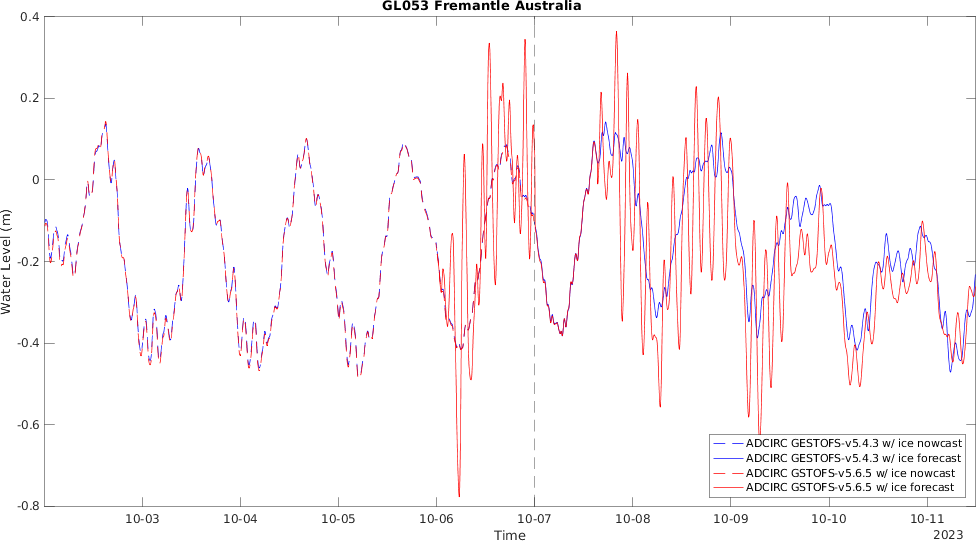 GL053 Fremantle Australia
0.4
0.2
0
-0.2
-0.4
-0.6
-0.8
Water Level (m)
10-03 10-04 10-05 10-06 10-07 10-08 10-09 10-10 10-11
Time
2023
ADCIRC GESTOFS-v5.4.3 w/ ice nowcast
ADCIRC GESTOFS-v5.4.3 w/ ice forecast
ADCIRC GSTOFS-v5.6.5 w/ ice nowcast
ADCIRC GSTOFS-v5.6.5 w/ ice forecast